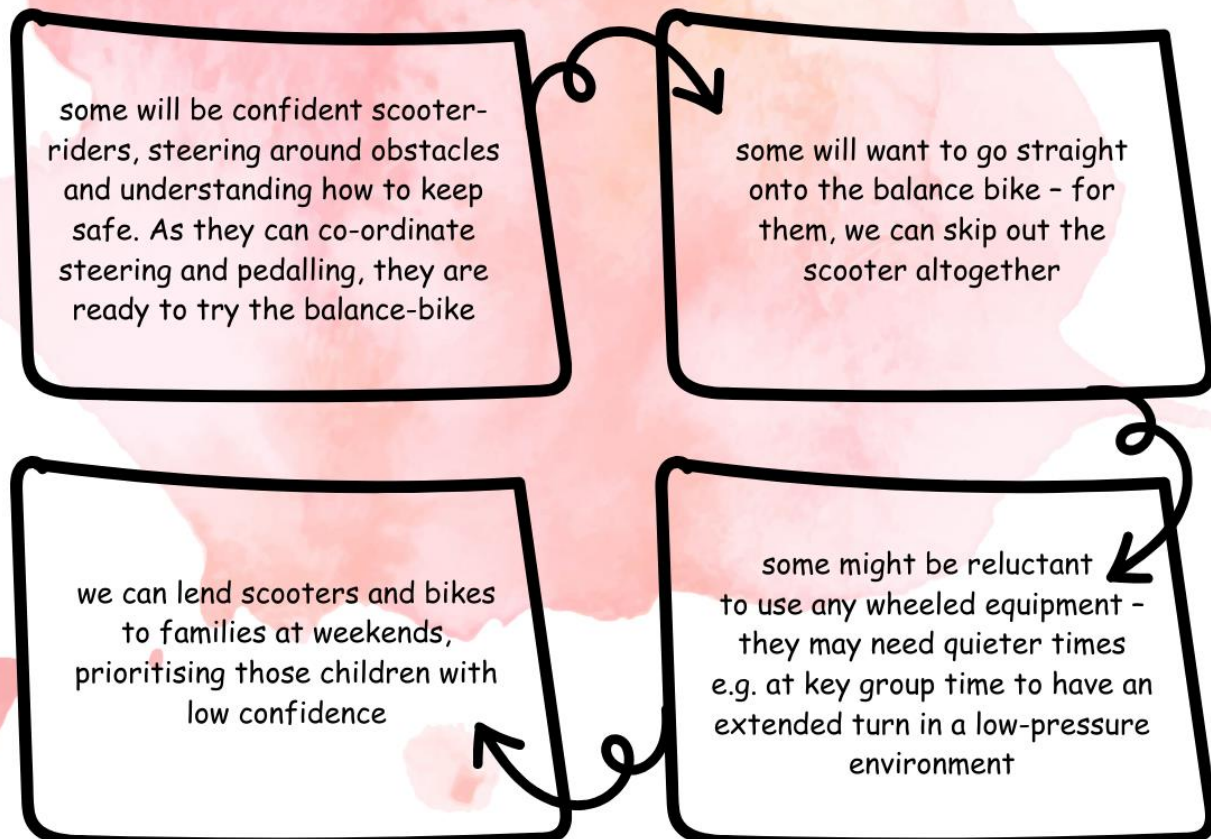 some will be confident scooter-
riders, steering around obstacles
and understanding how to keep
safe. As they can co-ordinate
steering and pedalling, they are
ready to try the balance-bike
some will want to go straight
onto the balance bike – for
them, we can skip out the
scooter altogether
some might be reluctant
to use any wheeled equipment –
they may need quieter times
e.g. at key group time to have an
extended turn in a low-pressure
environment
we can lend scooters and bikes
to families at weekends,
prioritising those children with
low confidence